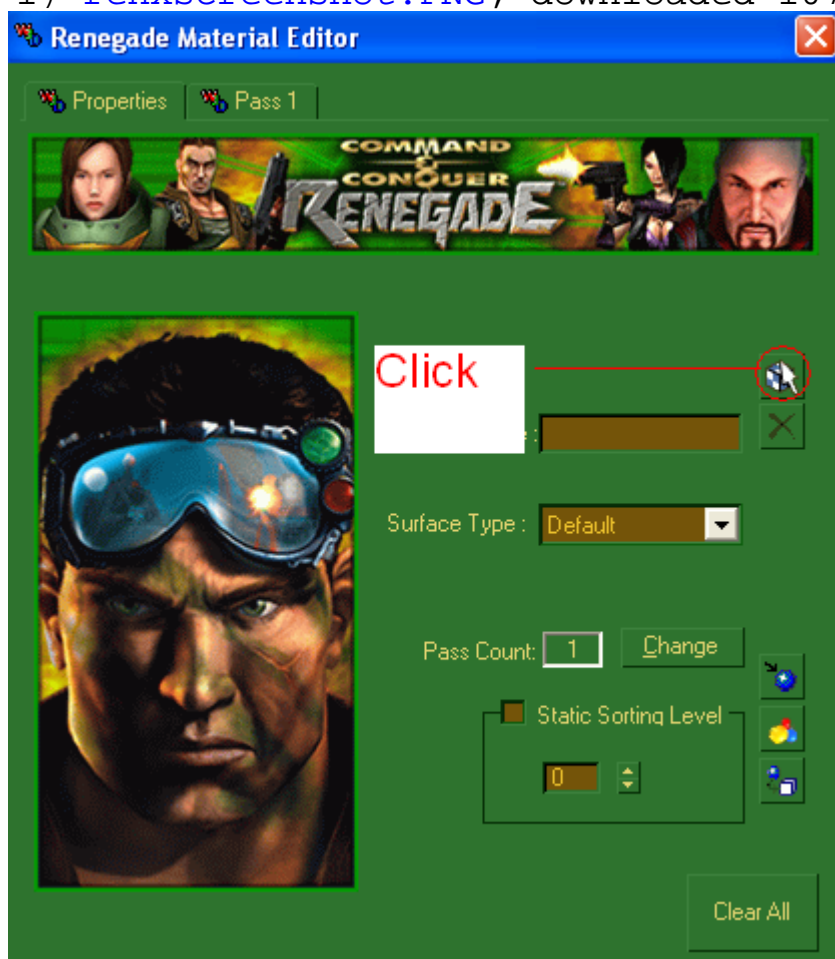 Renegade Material Editor
Properties
Pass 1
COMMAND
&
CONQUER
RENEGADE
Click
Surface Type : Default
Pass Count: 1 Change
Static Sorting Level
0
Clear All